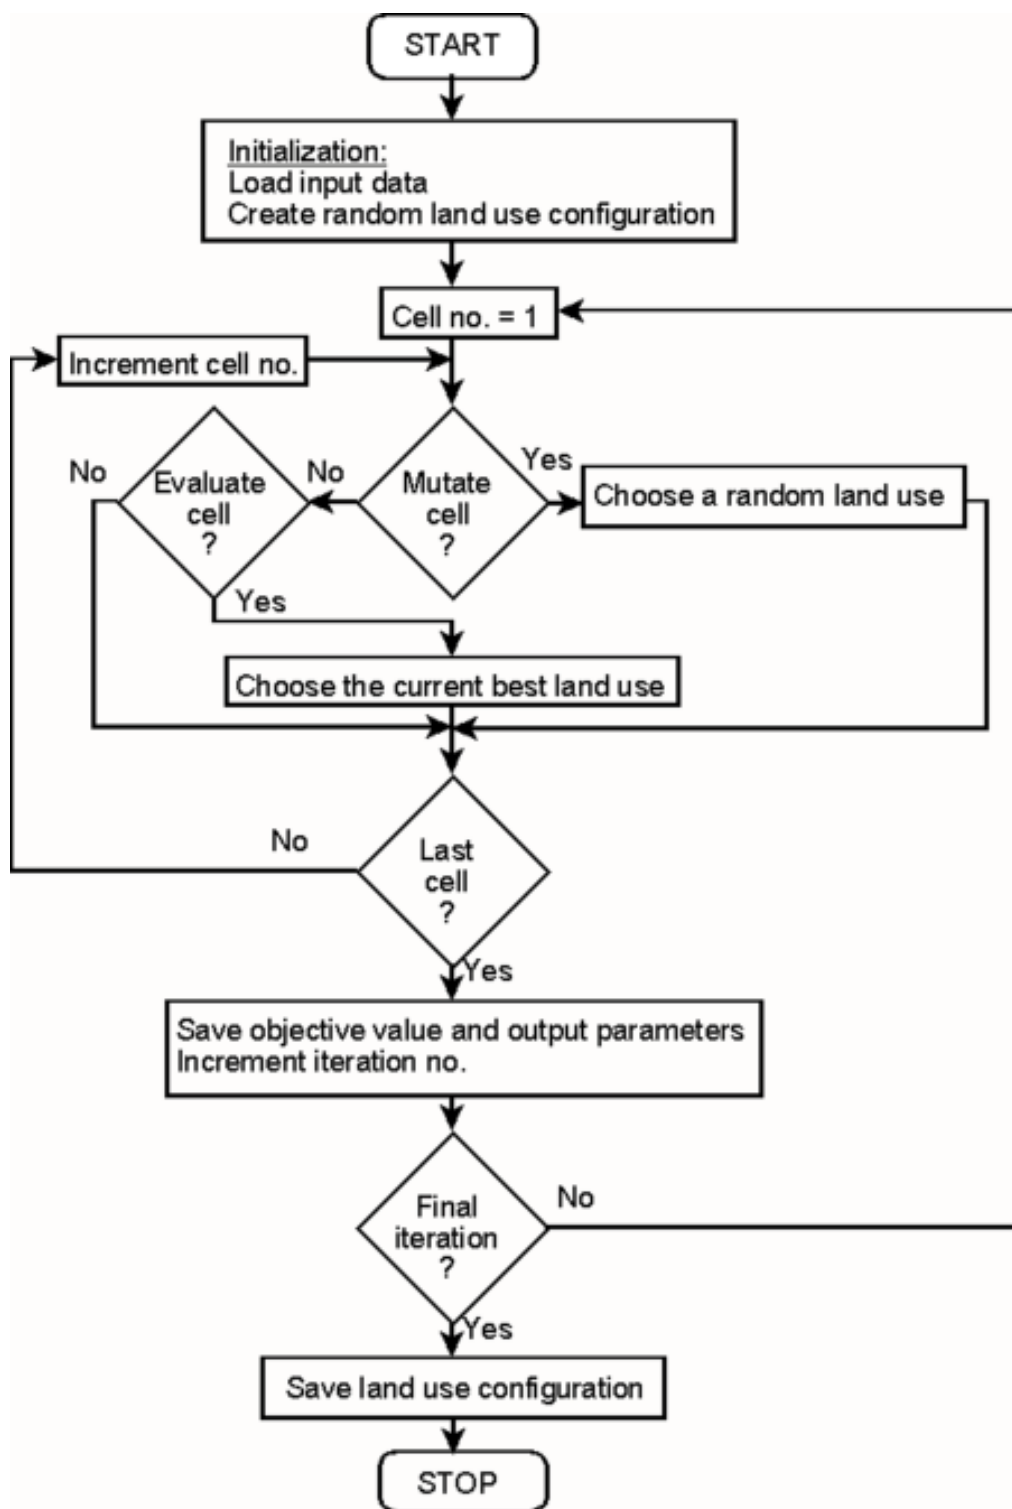 START
Initialization:
Load input data
Create random land use configuration
Cell no. = 1
Increment cell no.
No
Evaluate
cell
?
No
Mutate
cell
?
Yes
Choose a random land use
Yes
Choose the current best land use
No
Last
cell
?
Yes
Save objective value and output parameters
Increment iteration no.
Final
iteration
?
No
Yes
Save land use configuration
STOP